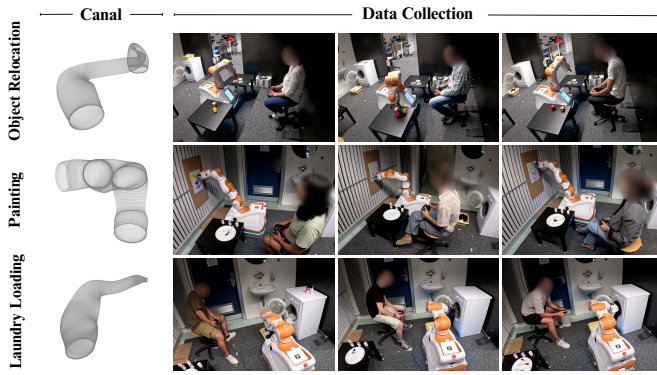 Canal
Data Collection
Object Relocation
Painting
Laundry Loading